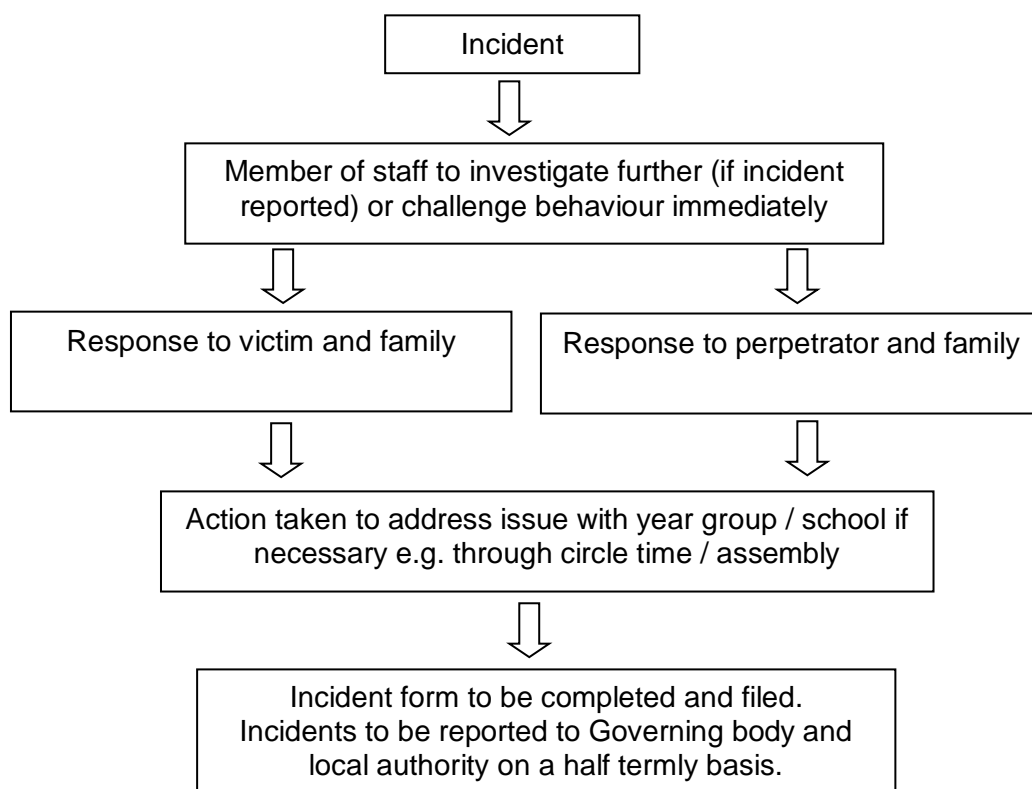 Incident
Member of staff to investigate further (if incident
reported) or challenge behaviour immediately
Response to victim and family
Response to perpetrator and family
Action taken to address issue with year group / school if
necessary e.g. through circle time / assembly
Incident form to be completed and filed.
Incidents to be reported to Governing body and
local authority on a half termly basis.